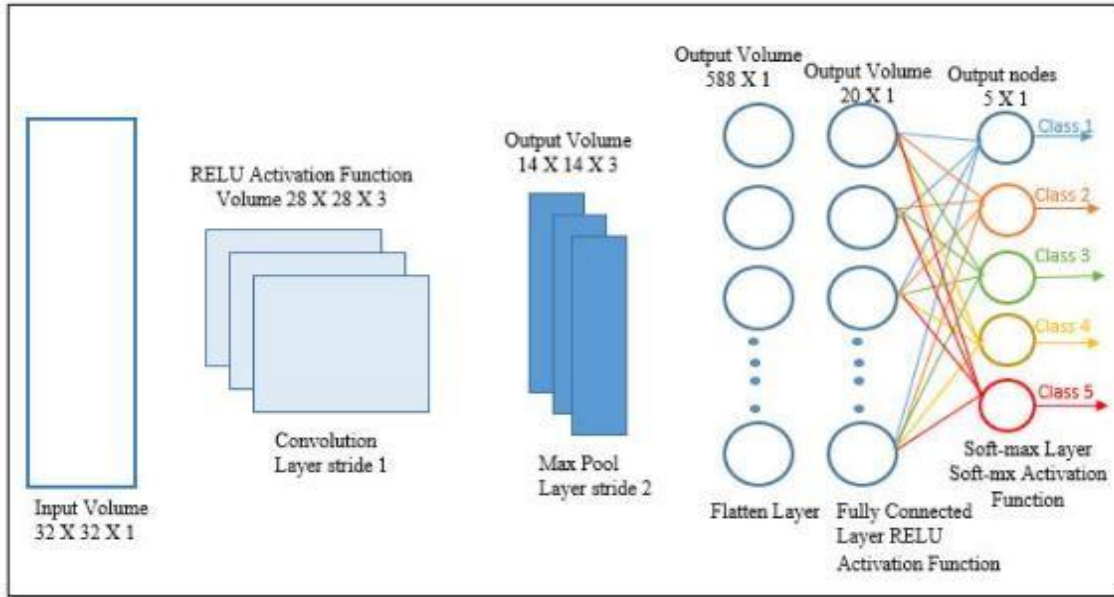 Input Volume
32 X 32 X 1
RELU Activation Function
Volume 28 X 28 X 3
Convolution
Layer stride 1
Output Volume
14 X 14 X 3
Max Pool
Layer stride 2
Output Volume
588 X 1
Flatten Layer
Output Volume
20 X 1
Fully Connected
Layer RELU
Activation Function
Output nodes
5 X 1
Class 1
Class 2
Class 3
Class 4
Class 5
Soft-max Layer
Soft-mx Activation
Function